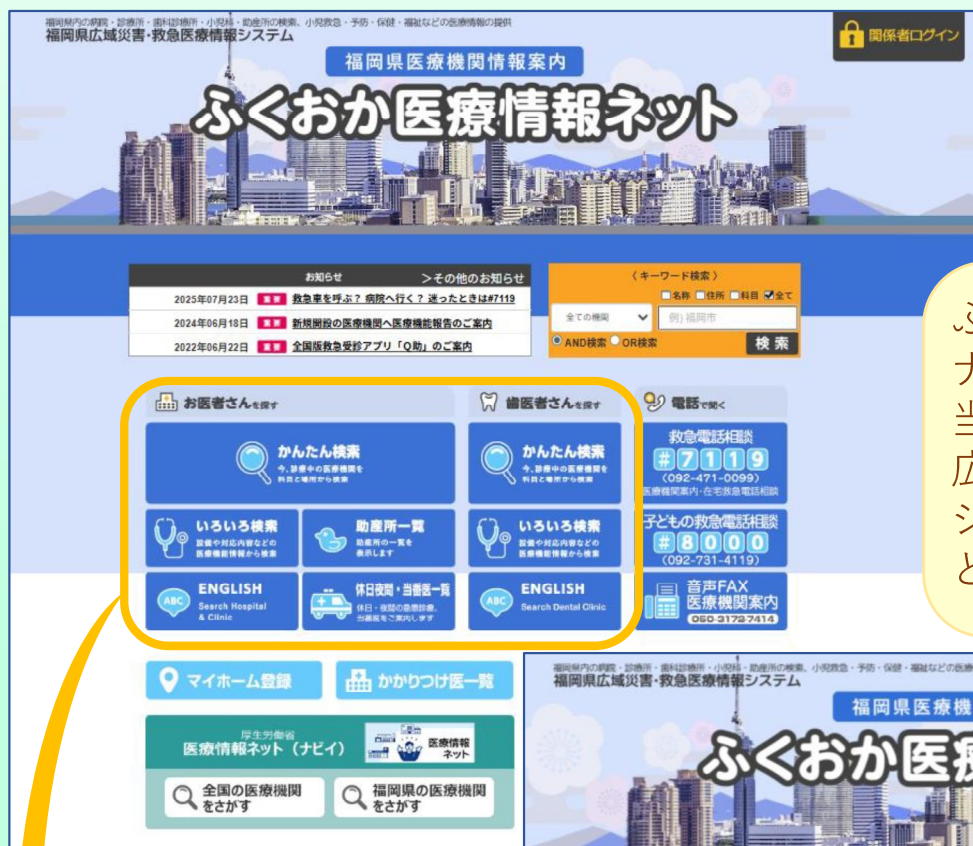 福岡県内の病院・診療所・歯科診療所・小児科・助産所の検索、小児救急・予防・保健・福祉などの医療情報の提供
福岡県広域災害・救急医療情報システム
関係者ログイン
福岡県医療機関情報案内
ふくおか医療情報ネット
お知らせ
>その他のお知らせ
2025年07月23日 重要 救急車を呼ぶ? 病院へ行く? 迷ったときは#7119
2024年06月18日 重要 新規開設の医療機関へ医療機能報告のご案内
2022年06月22日 重要 全国版救急受診アプリ「Q助」のご案内
〈 キーワード検索 〉
名称 住所 科目 全て
全ての機関
例) 福岡市
AND検索 OR検索
検 索
お医者さんを探す
かんたん検索
今、診療中の医療機関を
科目と場所から検索
いろいろ検索
設備や対応内容などの
医療機能情報から検索
助産所一覧
助産所の一覧を
表示します
ABC
ENGLISH
Search Hospital
& Clinic
休日夜間・当番医一覧
休日・夜間の急患診療、
当番医をご案内します
歯医者さんを探す
かんたん検索
今、診療中の医療機関を
科目と場所から検索
いろいろ検索
設備や対応内容などの
医療機能情報から検索
ABC
ENGLISH
Search Dental Clinic
電話で聞く
救急電話相談
#7119
(092-471-0099)
医療機関案内・在宅救急電話相談
子どもの救急電話相談
#8000
(092-731-4119)
音声FAX
医療機関案内
050-3172-7414
マイホーム登録
かかりつけ医一覧
厚生労働省
医療情報ネット(ナビイ)
医療情報
ネット
全国の医療機関
をさがす
福岡県の医療機関
をさがす
福岡県内の病院・診療所・歯科診療所・小児科・助産所の検索、小児救急・予防・保健・福祉などの医療
福岡県広域災害・救急医療情報システム
福岡県医療機
ふくおか医療
当
広
シ
と